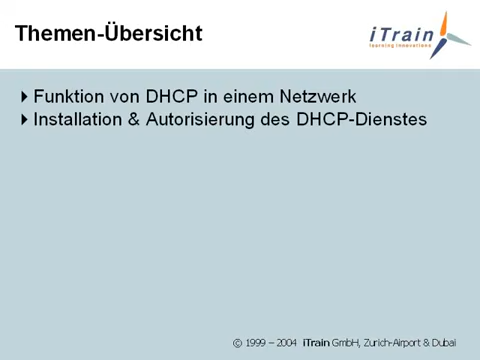 Themen-Übersicht
iTrain
learning innovations
Funktion von DHCP in einem Netzwerk
Installation & Autorisierung des DHCP-Dienstes
© 1999 – 2004 iTrain GmbH, Zurich-Airport & Dubai